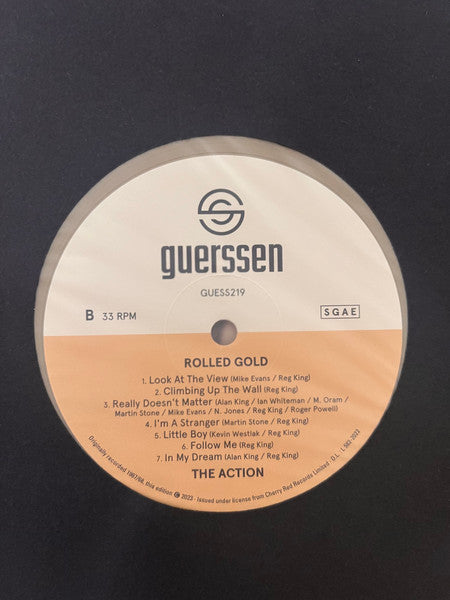 guerssen
GUESS219
B 33 RPM
SGAE
ROLLED GOLD
1. Look At The View (Mike Evans / Reg King)
2. Climbing Up The Wall (Reg King)
3. Really Doesn't Matter (Alan King / Ian Whiteman / M. Oram /
Martin Stone / Mike Evans / N. Jones / Reg King / Roger Powell)
4. I'm A Stranger (Martin Stone / Reg King)
5. Little Boy (Kevin Westlak / Reg King)
6. Follow Me (Reg King)
7. In My Dream (Alan King / Reg King)
THE ACTION
Originally recorded 1967/68, this edition © 2023 · Issued under license from Cherry Red Records Limited · D.L.: L 562-2022